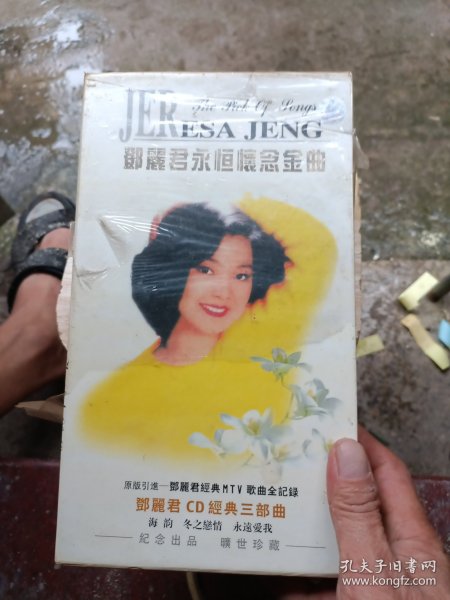 The Pick Of Songs
JERESA JENG
鄧麗君永恒懷念金曲
原版引進—鄧麗君經典MTV歌曲全記録
鄧麗君CD經典三部曲
海韵 冬之戀情 永遠愛我
紀念出品 曠世珍藏
孔夫子旧书网
www.kongfz.com